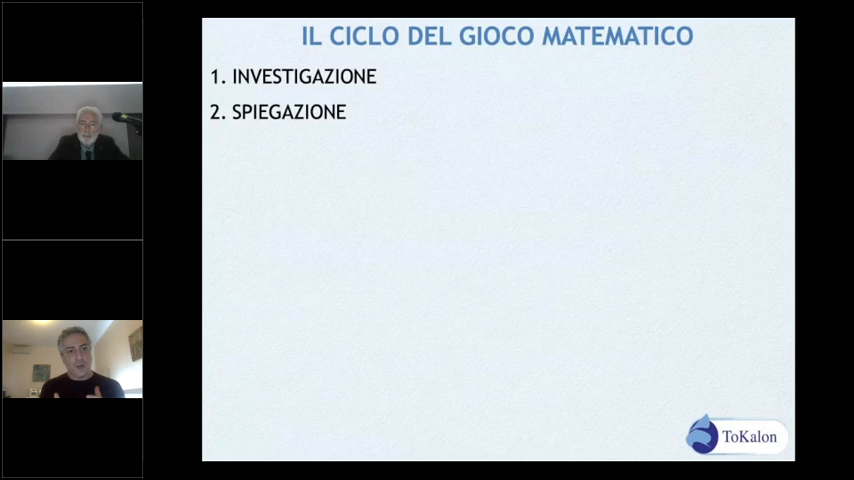 IL CICLO DEL GIOCO MATEMATICO
1. INVESTIGAZIONE
2. SPIEGAZIONE
ToKalon